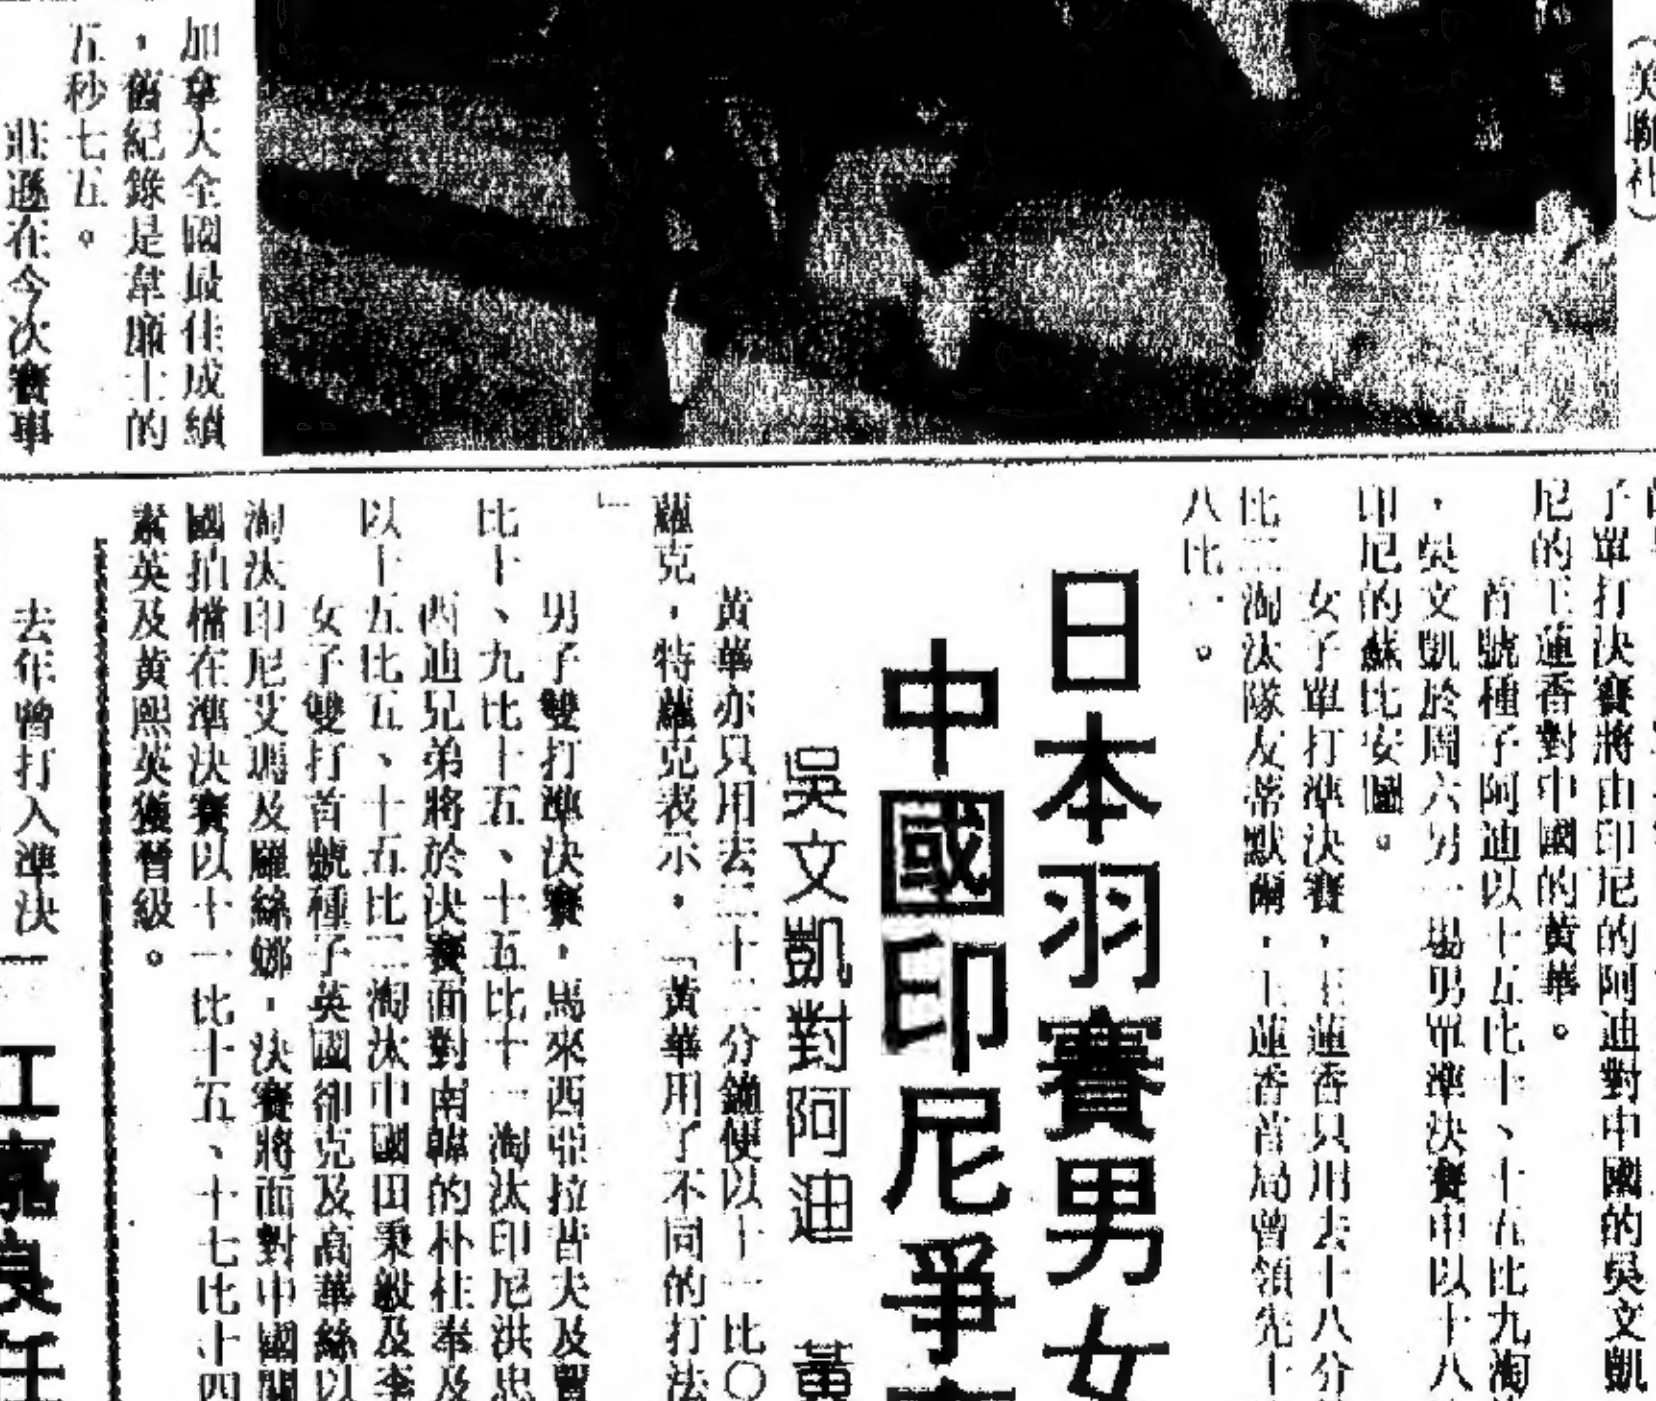 （美聯社）
加拿大全國最佳成績
，舊紀錄是韋廉士的
五秒七五。
莊遜在今次賽事
子單打決賽將由印尼的阿迪對中國的吳文凱
尼的王蓮香對中國的黃華。
首號種子阿迪以十五比十、十五比九淘
，吳文凱於周六另一場男單準決賽中以十八
印尼的蘇比安圖。
女子單打準決賽，王蓮香只用去十八分
比二淘汰隊友蒂默爾，王蓮香首局曾領先十
八比一。
日本羽賽男女
中國印尼爭
吳文凱對阿迪　黃
黃華亦只用去二十二分鐘便以十一比〇
羅克，特羅克表示，「黃華用了不同的打法
」
男子雙打準決賽，馬來西亞拉昔夫及
比十、九比十五、十五比十一淘汰印尼洪忠
西迪兄弟將於決賽面對南韓的朴柱奉及
以十五比五、十五比二淘汰中國田秉毅及李
女子雙打首號種子英國卻克及高華絲以
淘汰印尼艾瑪及羅絲娜，決賽將面對中國關
國拍檔在準決賽以十一比十五、十七比十四
素英及黃熙英獲晉級。
去年曾打入準決